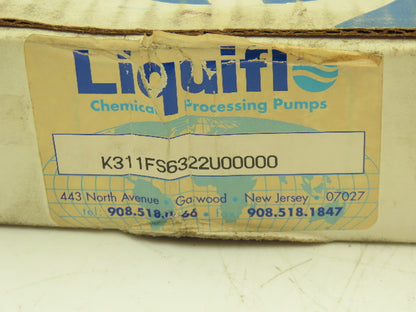 Liquiflo
Chemical Processing Pumps
K311FS6322U00000
443 North Avenue Garwood New Jersey 07027
908.518.1847